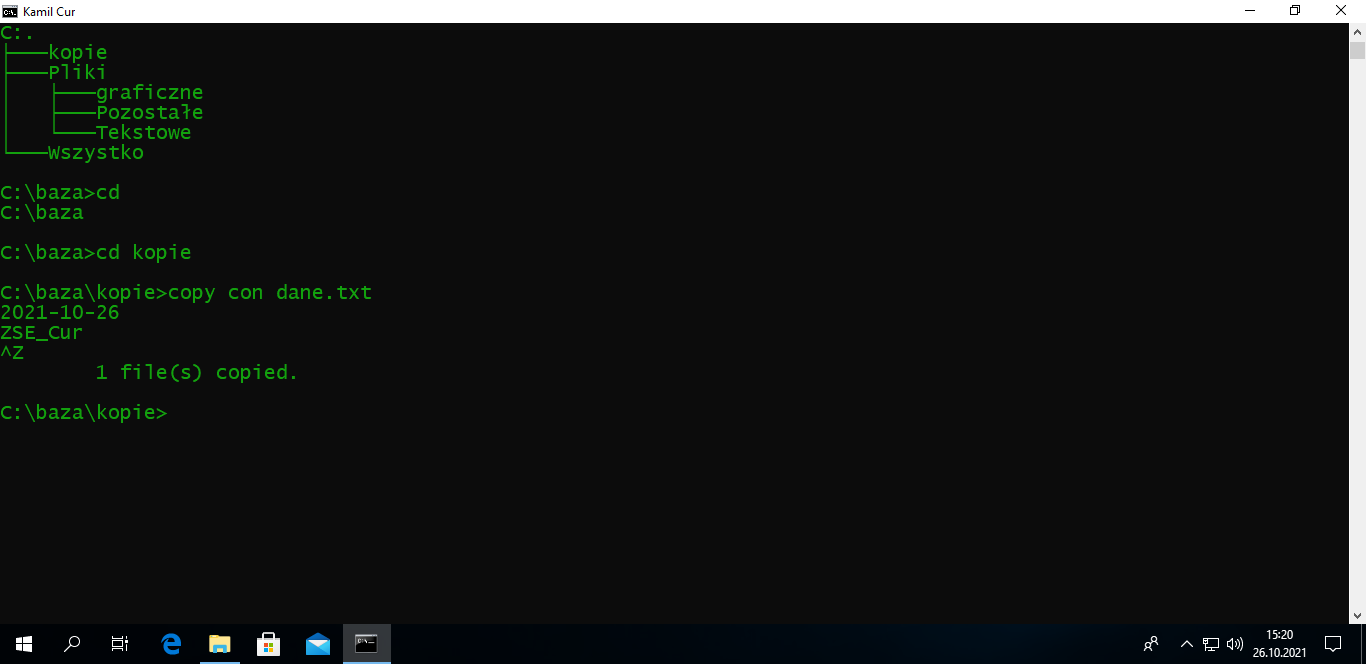 Kamil Cur
C:.
├───kopie
├───Pliki
│   ├───graficzne
│   ├───Pozostałe
│   └───Tekstowe
└───Wszystko
C:\baza>cd
C:\baza
C:\baza>cd kopie
C:\baza\kopie>copy con dane.txt
2021-10-26
ZSE_Cur
^Z
        1 file(s) copied.
C:\baza\kopie>
15:20
26.10.2021